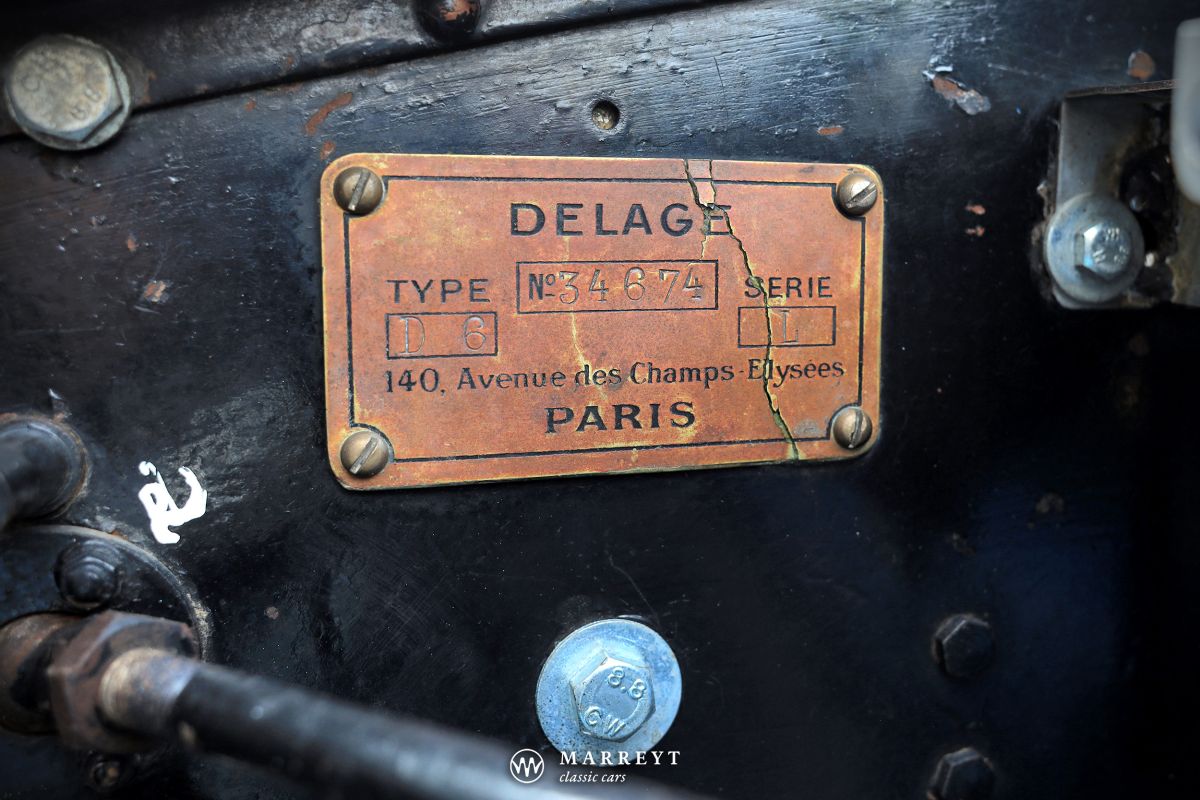 DELAGE
TYPE Nº34674 SERIE
D 6 L
140, Avenue des Champs-Elysées
PARIS
8.8
GW
MARREYT
classic cars